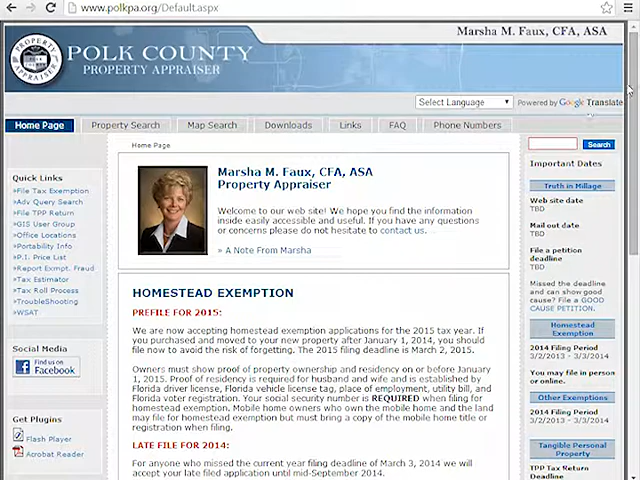 www.polkpa.org/Default.aspx
Marsha M. Faux, CFA, ASA
PROPERTY
APPRAISER
POLK COUNTY
PROPERTY APPRAISER
Select Language
Powered by Google Translate
Home Page
Property Search
Map Search
Downloads
Links
FAQ
Phone Numbers
Home Page
Search
Quick Links
»File Tax Exemption
»Adv Query Search
»File TPP Return
»GIS User Group
»Office Locations
»Portability Info
»P.I. Price List
»Report Exmpt. Fraud
»Tax Estimator
»Tax Roll Process
»TroubleShooting
»WSAT
Social Media
Find us on
Facebook
Get Plugins
Flash Player
Acrobat Reader
Marsha M. Faux, CFA, ASA
Property Appraiser
Welcome to our web site! We hope you find the information
inside easily accessible and useful. If you have any questions
or concerns please do not hesitate to contact us.
» A Note From Marsha
HOMESTEAD EXEMPTION
PREFILE FOR 2015:
We are now accepting homestead exemption applications for the 2015 tax year. If
you purchased and moved to your new property after January 1, 2014, you should
file now to avoid the risk of forgetting. The 2015 filing deadline is March 2, 2015.
Owners must show proof of property ownership and residency on or before January
1, 2015. Proof of residency is required for husband and wife and is established by
Florida driver license, Florida vehicle license tag, place of employment, utility bill, and
Florida voter registration. Your social security number is REQUIRED when filing for
homestead exemption. Mobile home owners who own the mobile home and the land
may file for homestead exemption but must bring a copy of the mobile home title or
registration when filing.
LATE FILE FOR 2014:
For anyone who missed the current year filing deadline of March 3, 2014 we will
accept your late filed application until mid-September 2014.
Important Dates
Truth in Millage
Web site date
TBD
Mail out date
TBD
File a petition
deadline
TBD
Missed the deadline
and can show good
cause? File a GOOD
CAUSE PETITION.
Homestead
Exemption
2014 Filing Period
3/2/2013 - 3/3/2014
You may file in person
or online.
Other Exemptions
2014 Filing Period
3/2/2013 - 3/3/2014
Tangible Personal
Property
TPP Tax Return
Deadline